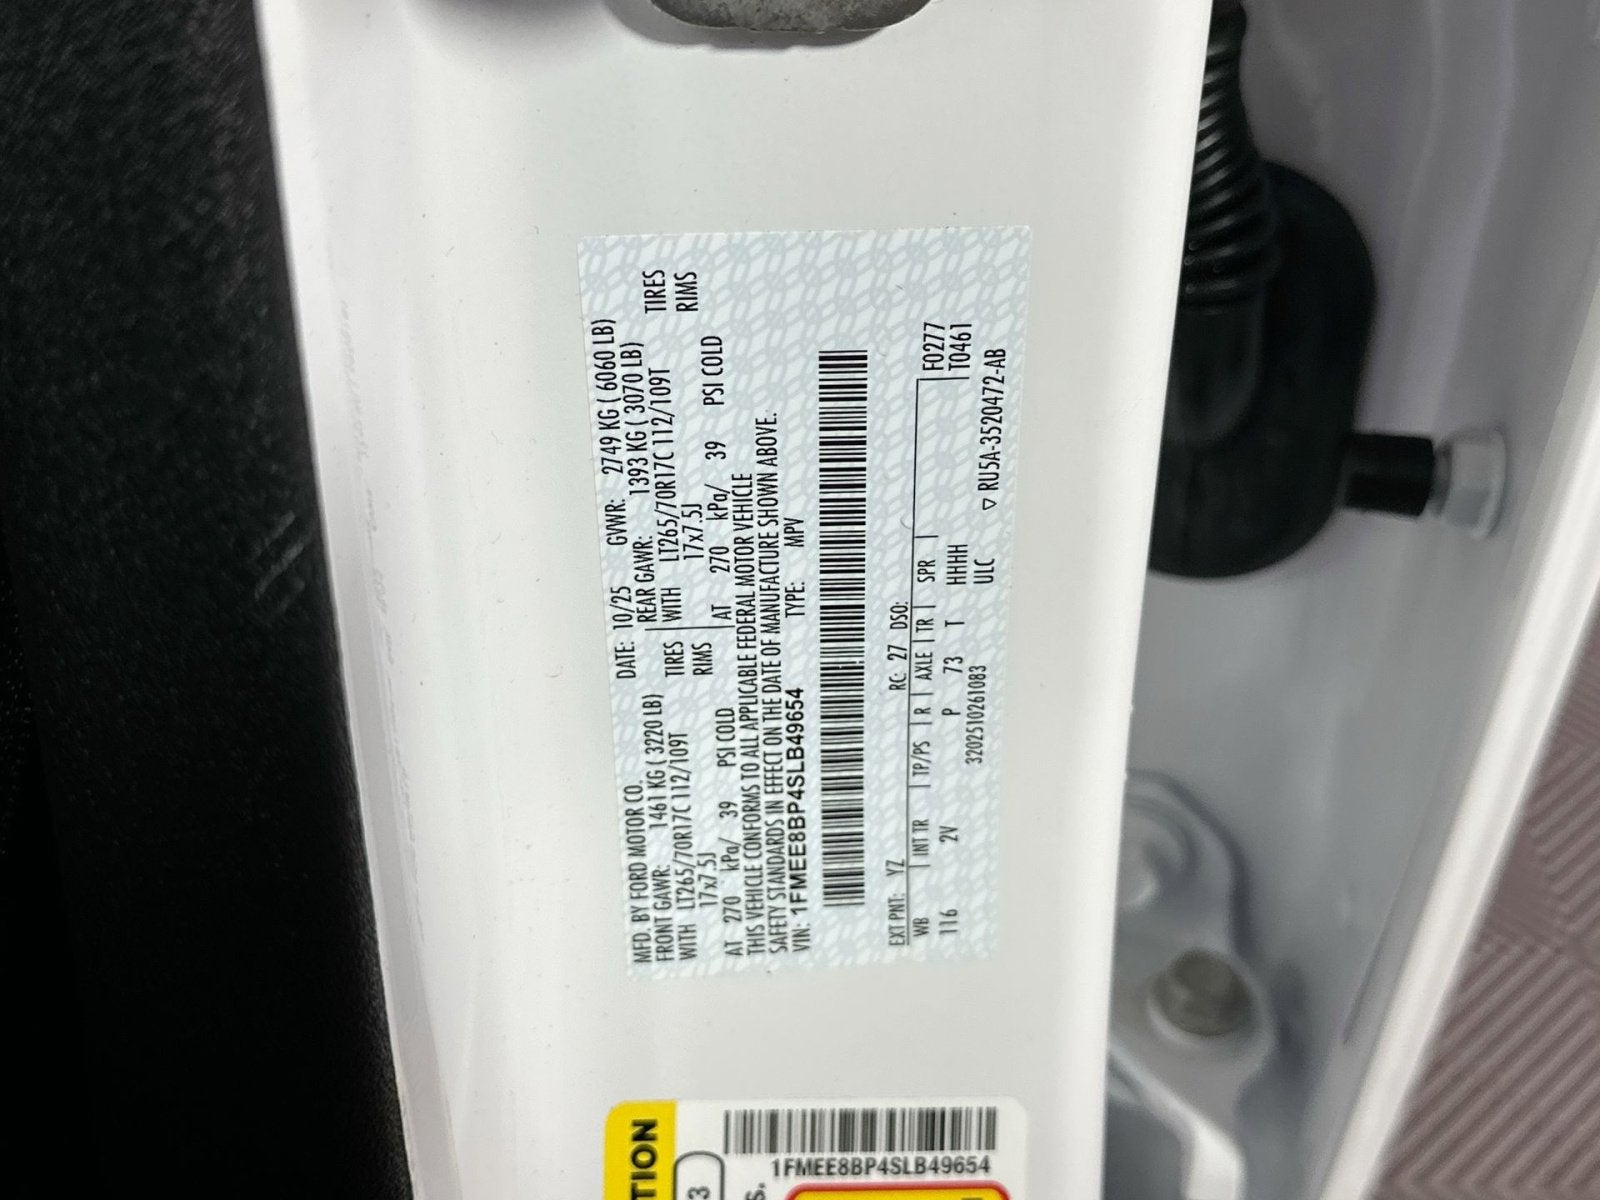 MFD. BY FORD MOTOR CO.
DATE: 10/25 GVWR: 2749 KG ( 6060 LB)
FRONT GAWR: 1461 KG ( 3220 LB)
REAR GAWR: 1393 KG ( 3070 LB)
WITH LT265/70R17C 112/109T TIRES
WITH LT265/70R17C 112/109T TIRES
17x7.5J RIMS
17x7.5J RIMS
AT 270 kPa/ 39 PSI COLD
AT 270 kPa/ 39 PSI COLD
THIS VEHICLE CONFORMS TO ALL APPLICABLE FEDERAL MOTOR VEHICLE
SAFETY STANDARDS IN EFFECT ON THE DATE OF MANUFACTURE SHOWN ABOVE.
VIN: 1FMEE8BP4SLB49654 TYPE: MPV
EXT PNT: YZ RC: 27 DSO:
WB INT TR TP/PS R AXLE TR SPR F0277
116 2V P 73 T HHHH T0461
3202510261083 ULC ▽ RU5A-3520472-AB
TION
3
S.
1FMEE8BP4SLB49654